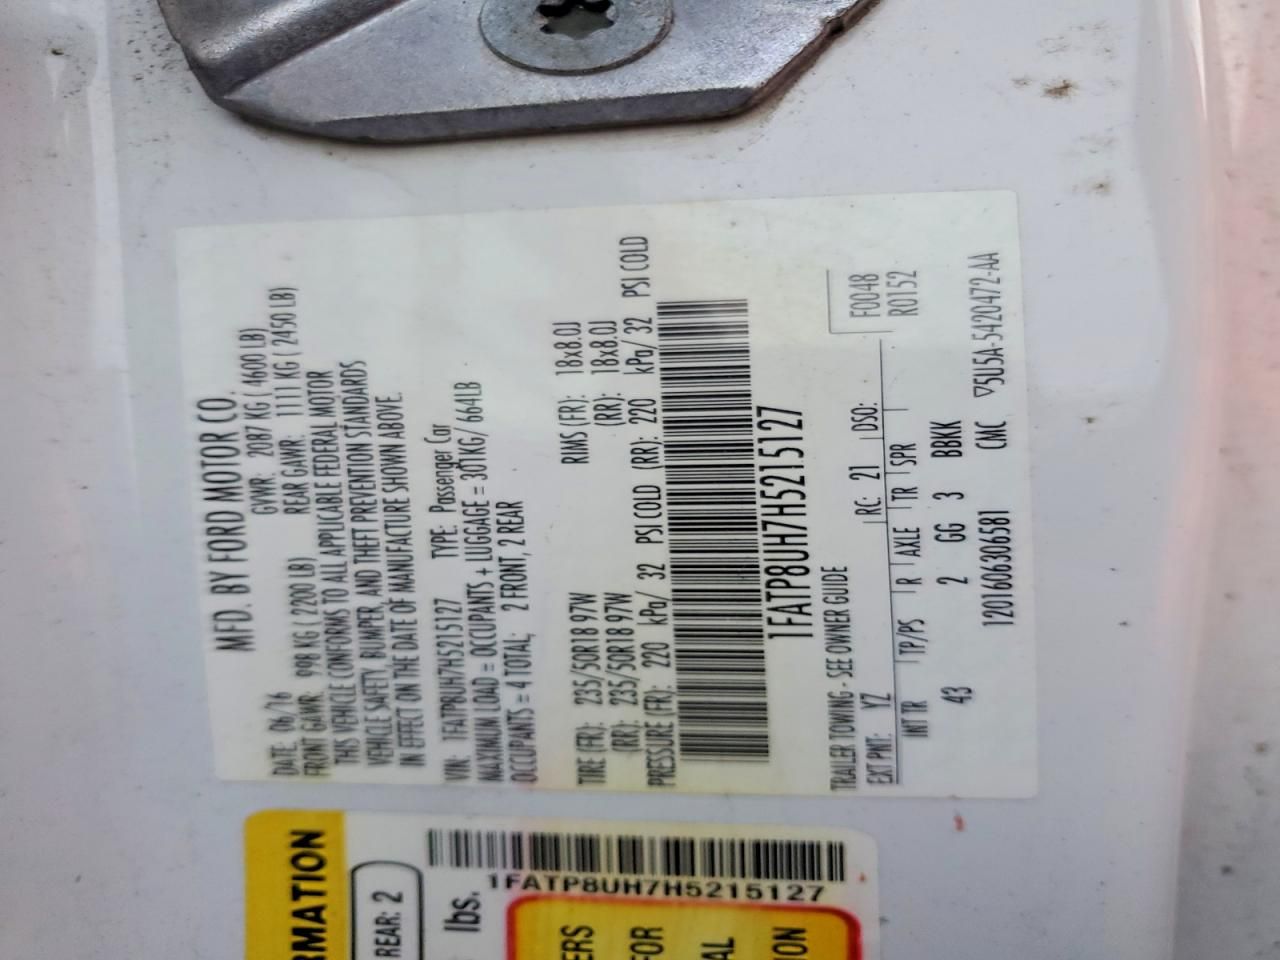 MFD. BY FORD MOTOR CO.
DATE: 06/16 GVWR: 2087 KG ( 4600 LB)
FRONT GAWR: 998 KG ( 2200 LB) REAR GAWR: 1111 KG ( 2450 LB)
THIS VEHICLE CONFORMS TO ALL APPLICABLE FEDERAL MOTOR
VEHICLE SAFETY, BUMPER, AND THEFT PREVENTION STANDARDS
IN EFFECT ON THE DATE OF MANUFACTURE SHOWN ABOVE.
VIN: 1FATP8UH7H5215127 TYPE: Passenger Car
MAXIMUM LOAD = OCCUPANTS + LUGGAGE = 301KG/ 664LB
OCCUPANTS = 4 TOTAL; 2 FRONT, 2 REAR
TIRE (FR): 235/50R18 97W RIMS (FR): 18x8.0J
(RR): 235/50R18 97W (RR): 18x8.0J
PRESSURE (FR): 220 kPa/ 32 PSI COLD (RR): 220 kPa/ 32 PSI COLD
1FATP8UH7H5215127
TRAILER TOWING - SEE OWNER GUIDE F0048
EXT PNT: YZ RC: 21 DSO: R0152
INT TR TP/PS R AXLE TR SPR
43 2 GG 3 BBKK
1201606306581 CMC ▽5U5A-5420472-AA
RMATION
REAR: 2
lbs.
1FATP8UH7H5215127
ERS
FOR
AL
ION